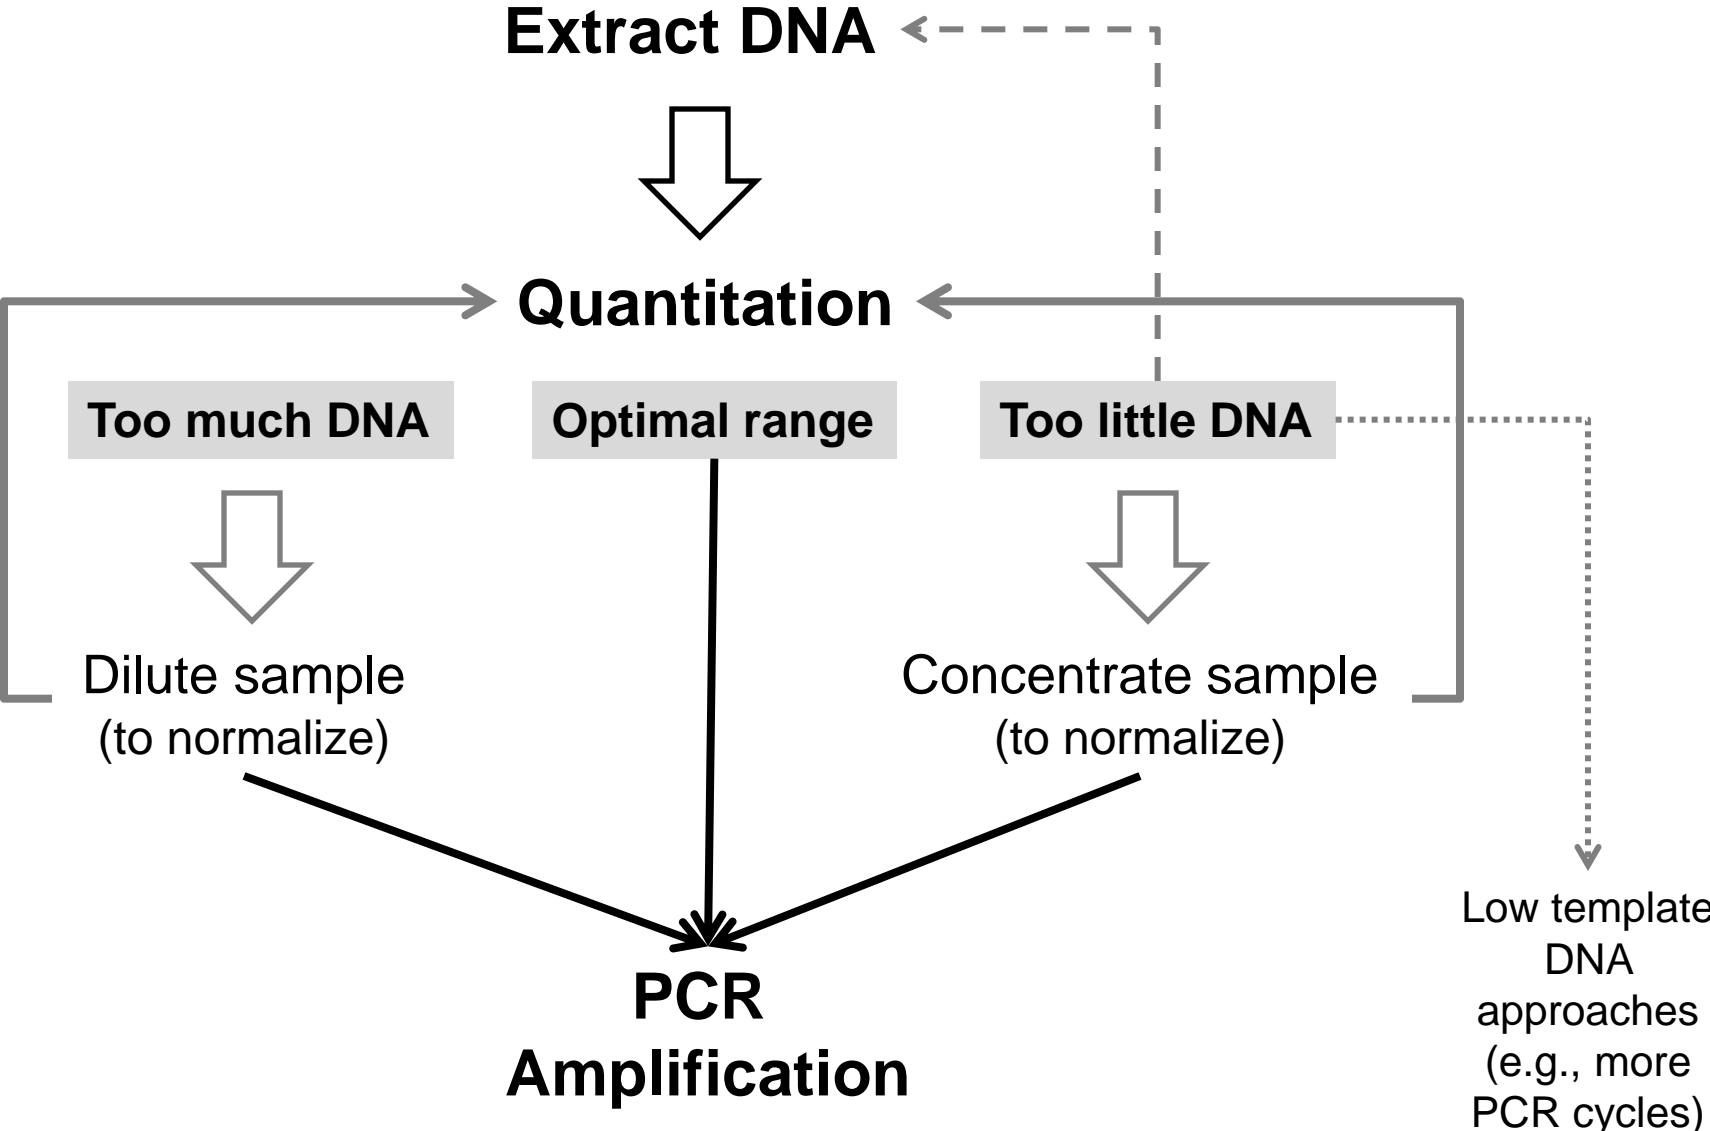 Extract DNA
Quantitation
Too much DNA
Optimal range
Too little DNA
Dilute sample
(to normalize)
Concentrate sample
(to normalize)
PCR
Amplification
Low template
DNA
approaches
(e.g., more
PCR cycles)